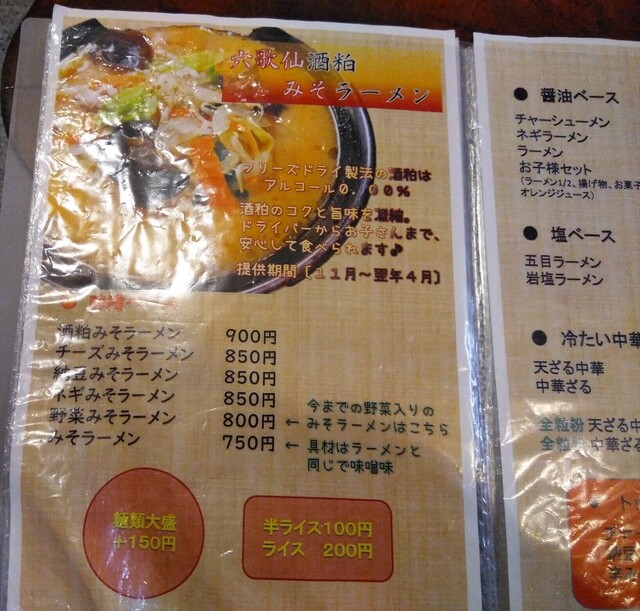 六歌仙酒粕
みそラーメン
フリーズドライ製法の酒粕は
アルコール0．00％
酒粕のコクと旨味を凝縮。
ドライバーからお子さんまで、
安心して食べられます♪
提供期間［11月～翌年4月］
酒粕みそラーメン 900円
チーズみそラーメン 850円
納豆みそラーメン 850円
ネギみそラーメン 850円
野菜みそラーメン 800円 ← 今までの野菜入りの
みそラーメンはこちら
みそラーメン 750円 ← 具材はラーメンと
同じで味噌味
麺類大盛
＋150円
半ライス100円
ライス 200円
● 醤油ベース
チャーシューメン
ネギラーメン
ラーメン
お子様セット
（ラーメン1/2、揚げ物、お菓子
オレンジジュース）
● 塩ベース
五目ラーメン
岩塩ラーメン
● 冷たい中華
天ざる中華
中華ざる
全粒粉 天ざる中
全粒 中華ざ